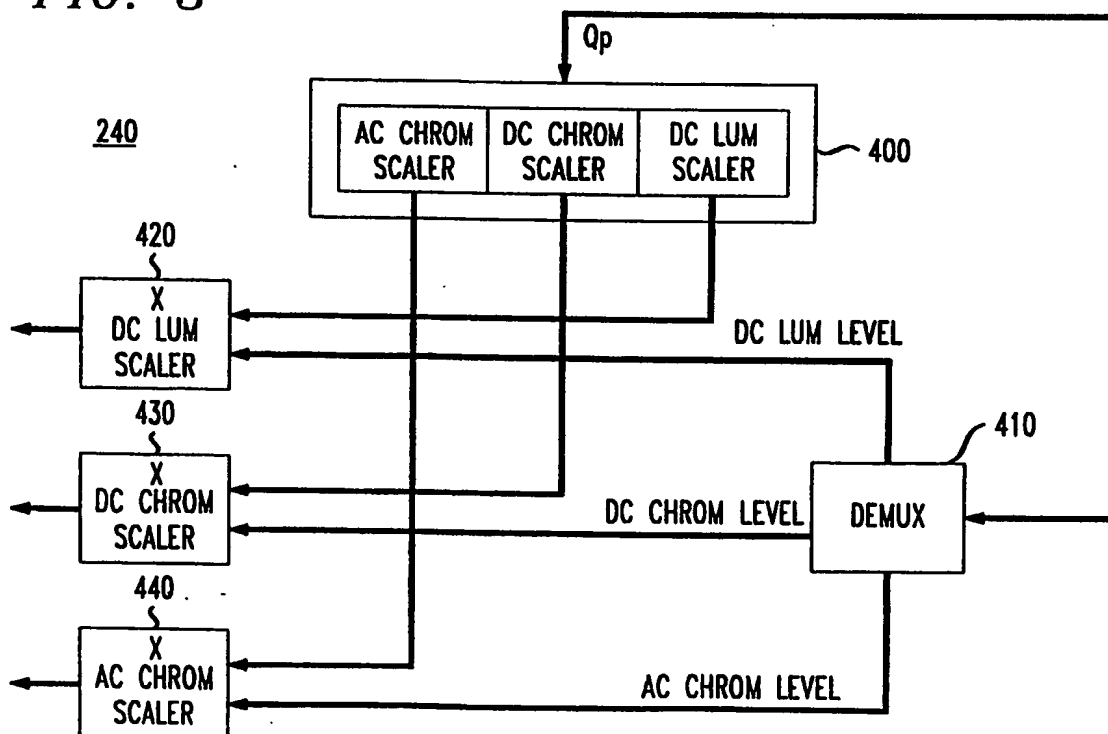 FIG. 3
Qp
240
AC CHROM SCALER
DC CHROM SCALER
DC LUM SCALER
400
420
X
DC LUM
SCALER
DC LUM LEVEL
430
X
DC CHROM
SCALER
DC CHROM LEVEL
410
DEMUX
440
X
AC CHROM
SCALER
AC CHROM LEVEL